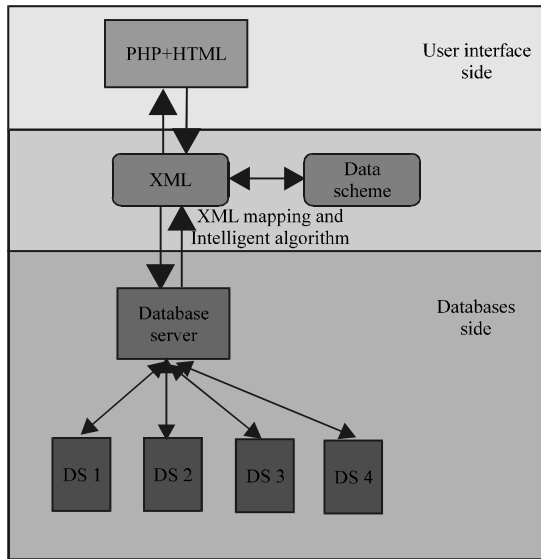 PHP+HTML
User interface
side
XML
Data
scheme
XML mapping and
Intelligent algorithm
Database
server
Databases
side
DS 1
DS 2
DS 3
DS 4